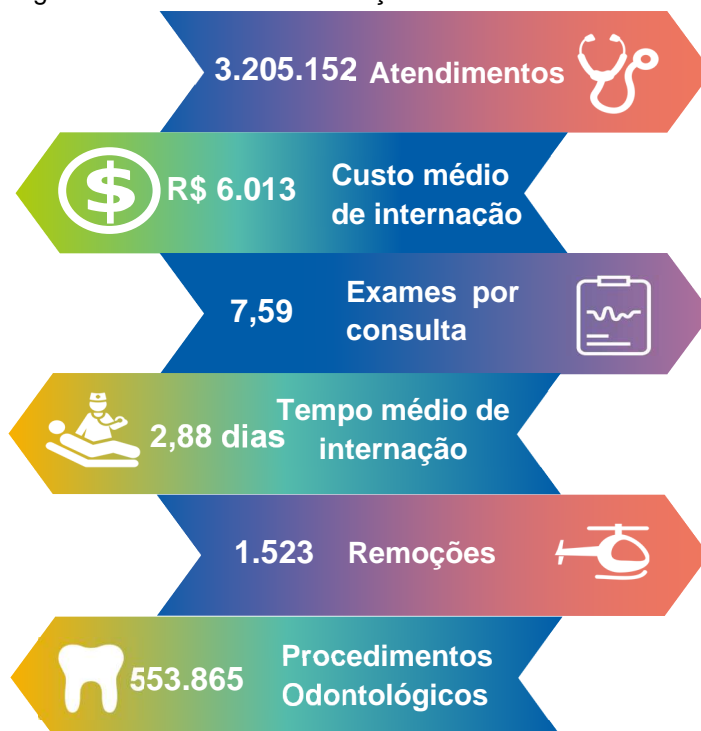 3.205.152 Atendimentos
$
R$ 6.013
Custo médio
de internação
7,59
Exames por
consulta
2,88 dias
Tempo médio de
internação
1.523 Remoções
553.865
Procedimentos
Odontológicos